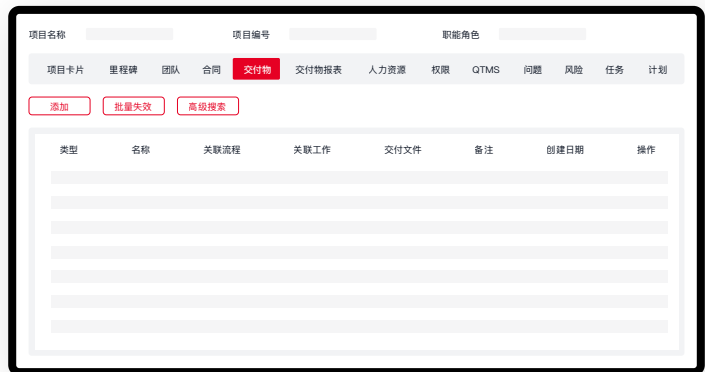 项目名称 项目编号 职能角色
项目卡片 里程碑 团队 合同 交付物 交付物报表 人力资源 权限 QTMS 问题 风险 任务 计划
添加 批量失效 高级搜索
类型 名称 关联流程 关联工作 交付文件 备注 创建日期 操作